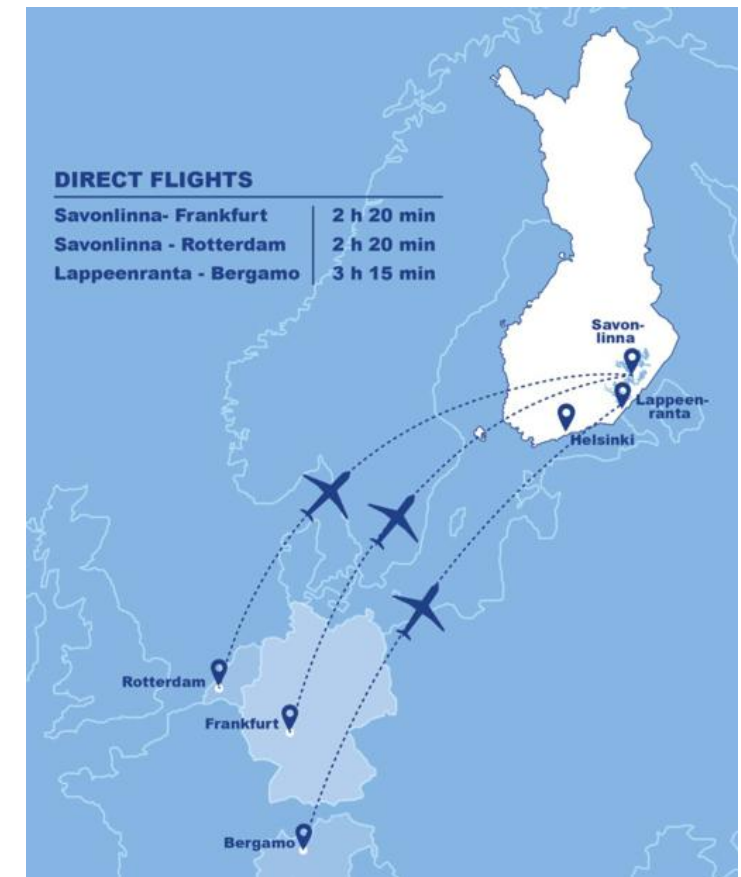 DIRECT FLIGHTS
Savonlinna- Frankfurt 2 h 20 min
Savonlinna - Rotterdam 2 h 20 min
Lappeenranta - Bergamo 3 h 15 min
Savon-
linna
Lappeen-
ranta
Helsinki
Rotterdam
Frankfurt
Bergamo